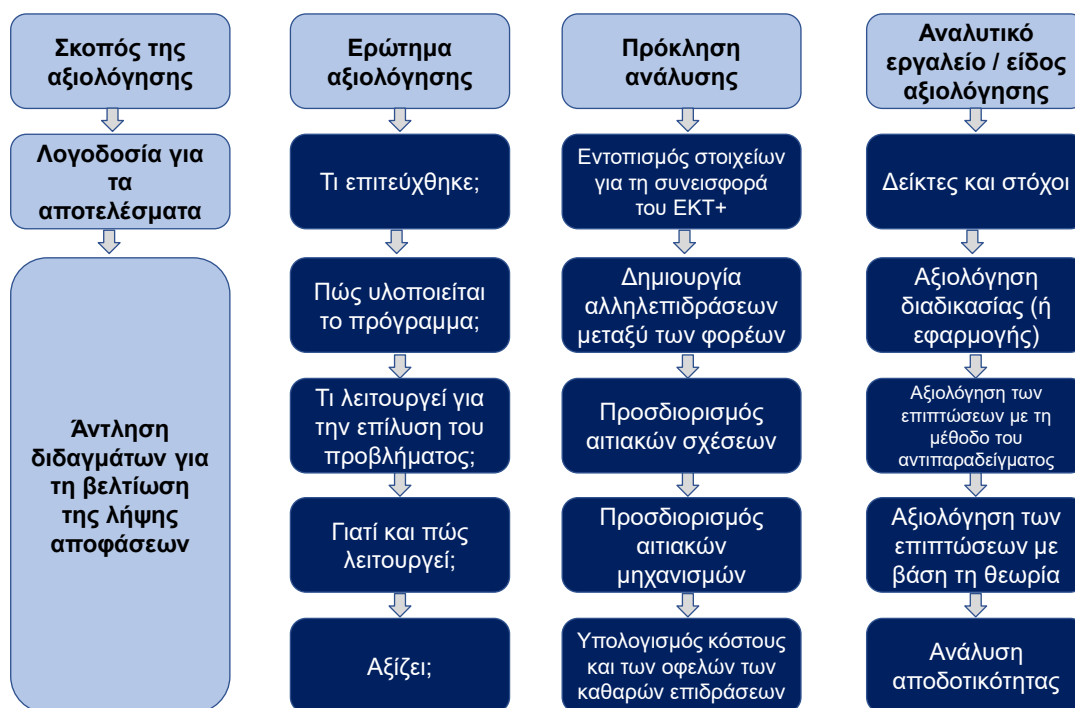 Σκοπός της
αξιολόγησης
Ερώτημα
αξιολόγησης
Πρόκληση
ανάλυσης
Αναλυτικό
εργαλείο / είδος
αξιολόγησης
Λογοδοσία για
τα
αποτελέσματα
Τι επιτεύχθηκε;
Εντοπισμός στοιχείων
για τη συνεισφορά
του ΕΚΤ+
Δείκτες και στόχοι
Άντληση
διδαγμάτων για
τη βελτίωση
της λήψης
αποφάσεων
Πώς υλοποιείται
το πρόγραμμα;
Δημιουργία
αλληλεπιδράσεων
μεταξύ των φορέων
Αξιολόγηση
διαδικασίας (ή
εφαρμογής)
Τι λειτουργεί για
την επίλυση του
προβλήματος;
Προσδιορισμός
αιτιακών σχέσεων
Αξιολόγηση των
επιπτώσεων με τη
μέθοδο του
αντιπαραδείγματος
Γιατί και πώς
λειτουργεί;
Προσδιορισμός
αιτιακών
μηχανισμών
Αξιολόγηση των
επιπτώσεων με
βάση τη θεωρία
Αξίζει;
Υπολογισμός κόστους
και των οφελών των
καθαρών επιδράσεων
Ανάλυση
αποδοτικότητας